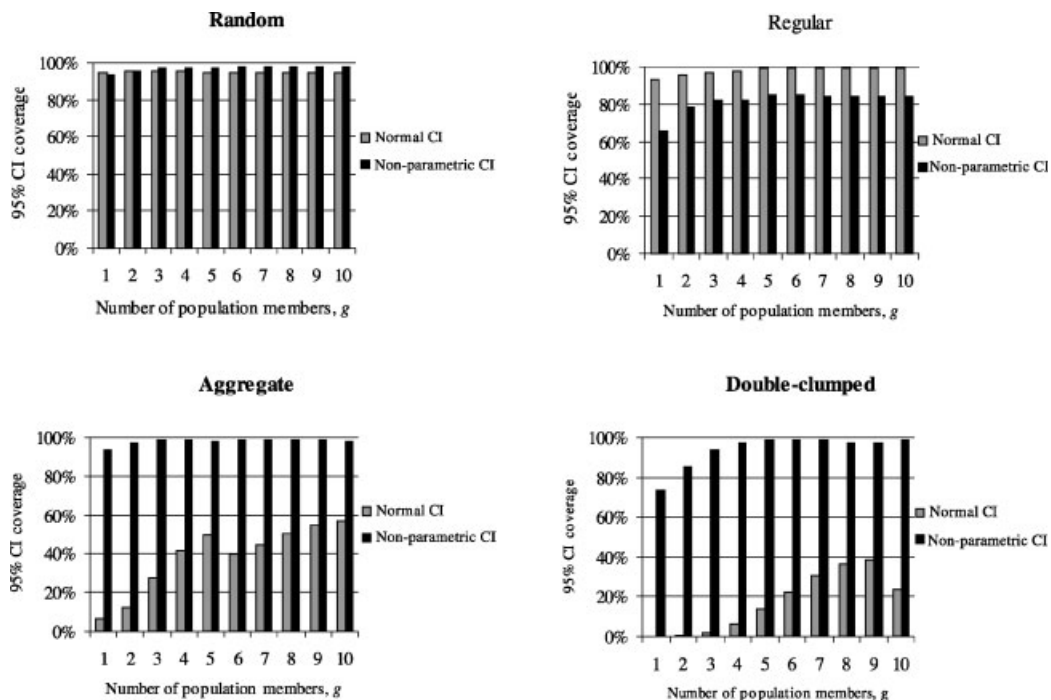 Random
95% CI coverage
100%
80%
60%
40%
20%
0%
1 2 3 4 5 6 7 8 9 10
Number of population members, g
Normal CI
Non-parametric CI
Regular
95% CI coverage
100%
80%
60%
40%
20%
0%
1 2 3 4 5 6 7 8 9 10
Number of population members, g
Normal CI
Non-parametric CI
Aggregate
95% CI coverage
100%
80%
60%
40%
20%
0%
1 2 3 4 5 6 7 8 9 10
Number of population members, g
Normal CI
Non-parametric CI
Double-clumped
95% CI coverage
100%
80%
60%
40%
20%
0%
1 2 3 4 5 6 7 8 9 10
Number of population members, g
Normal CI
Non-parametric CI